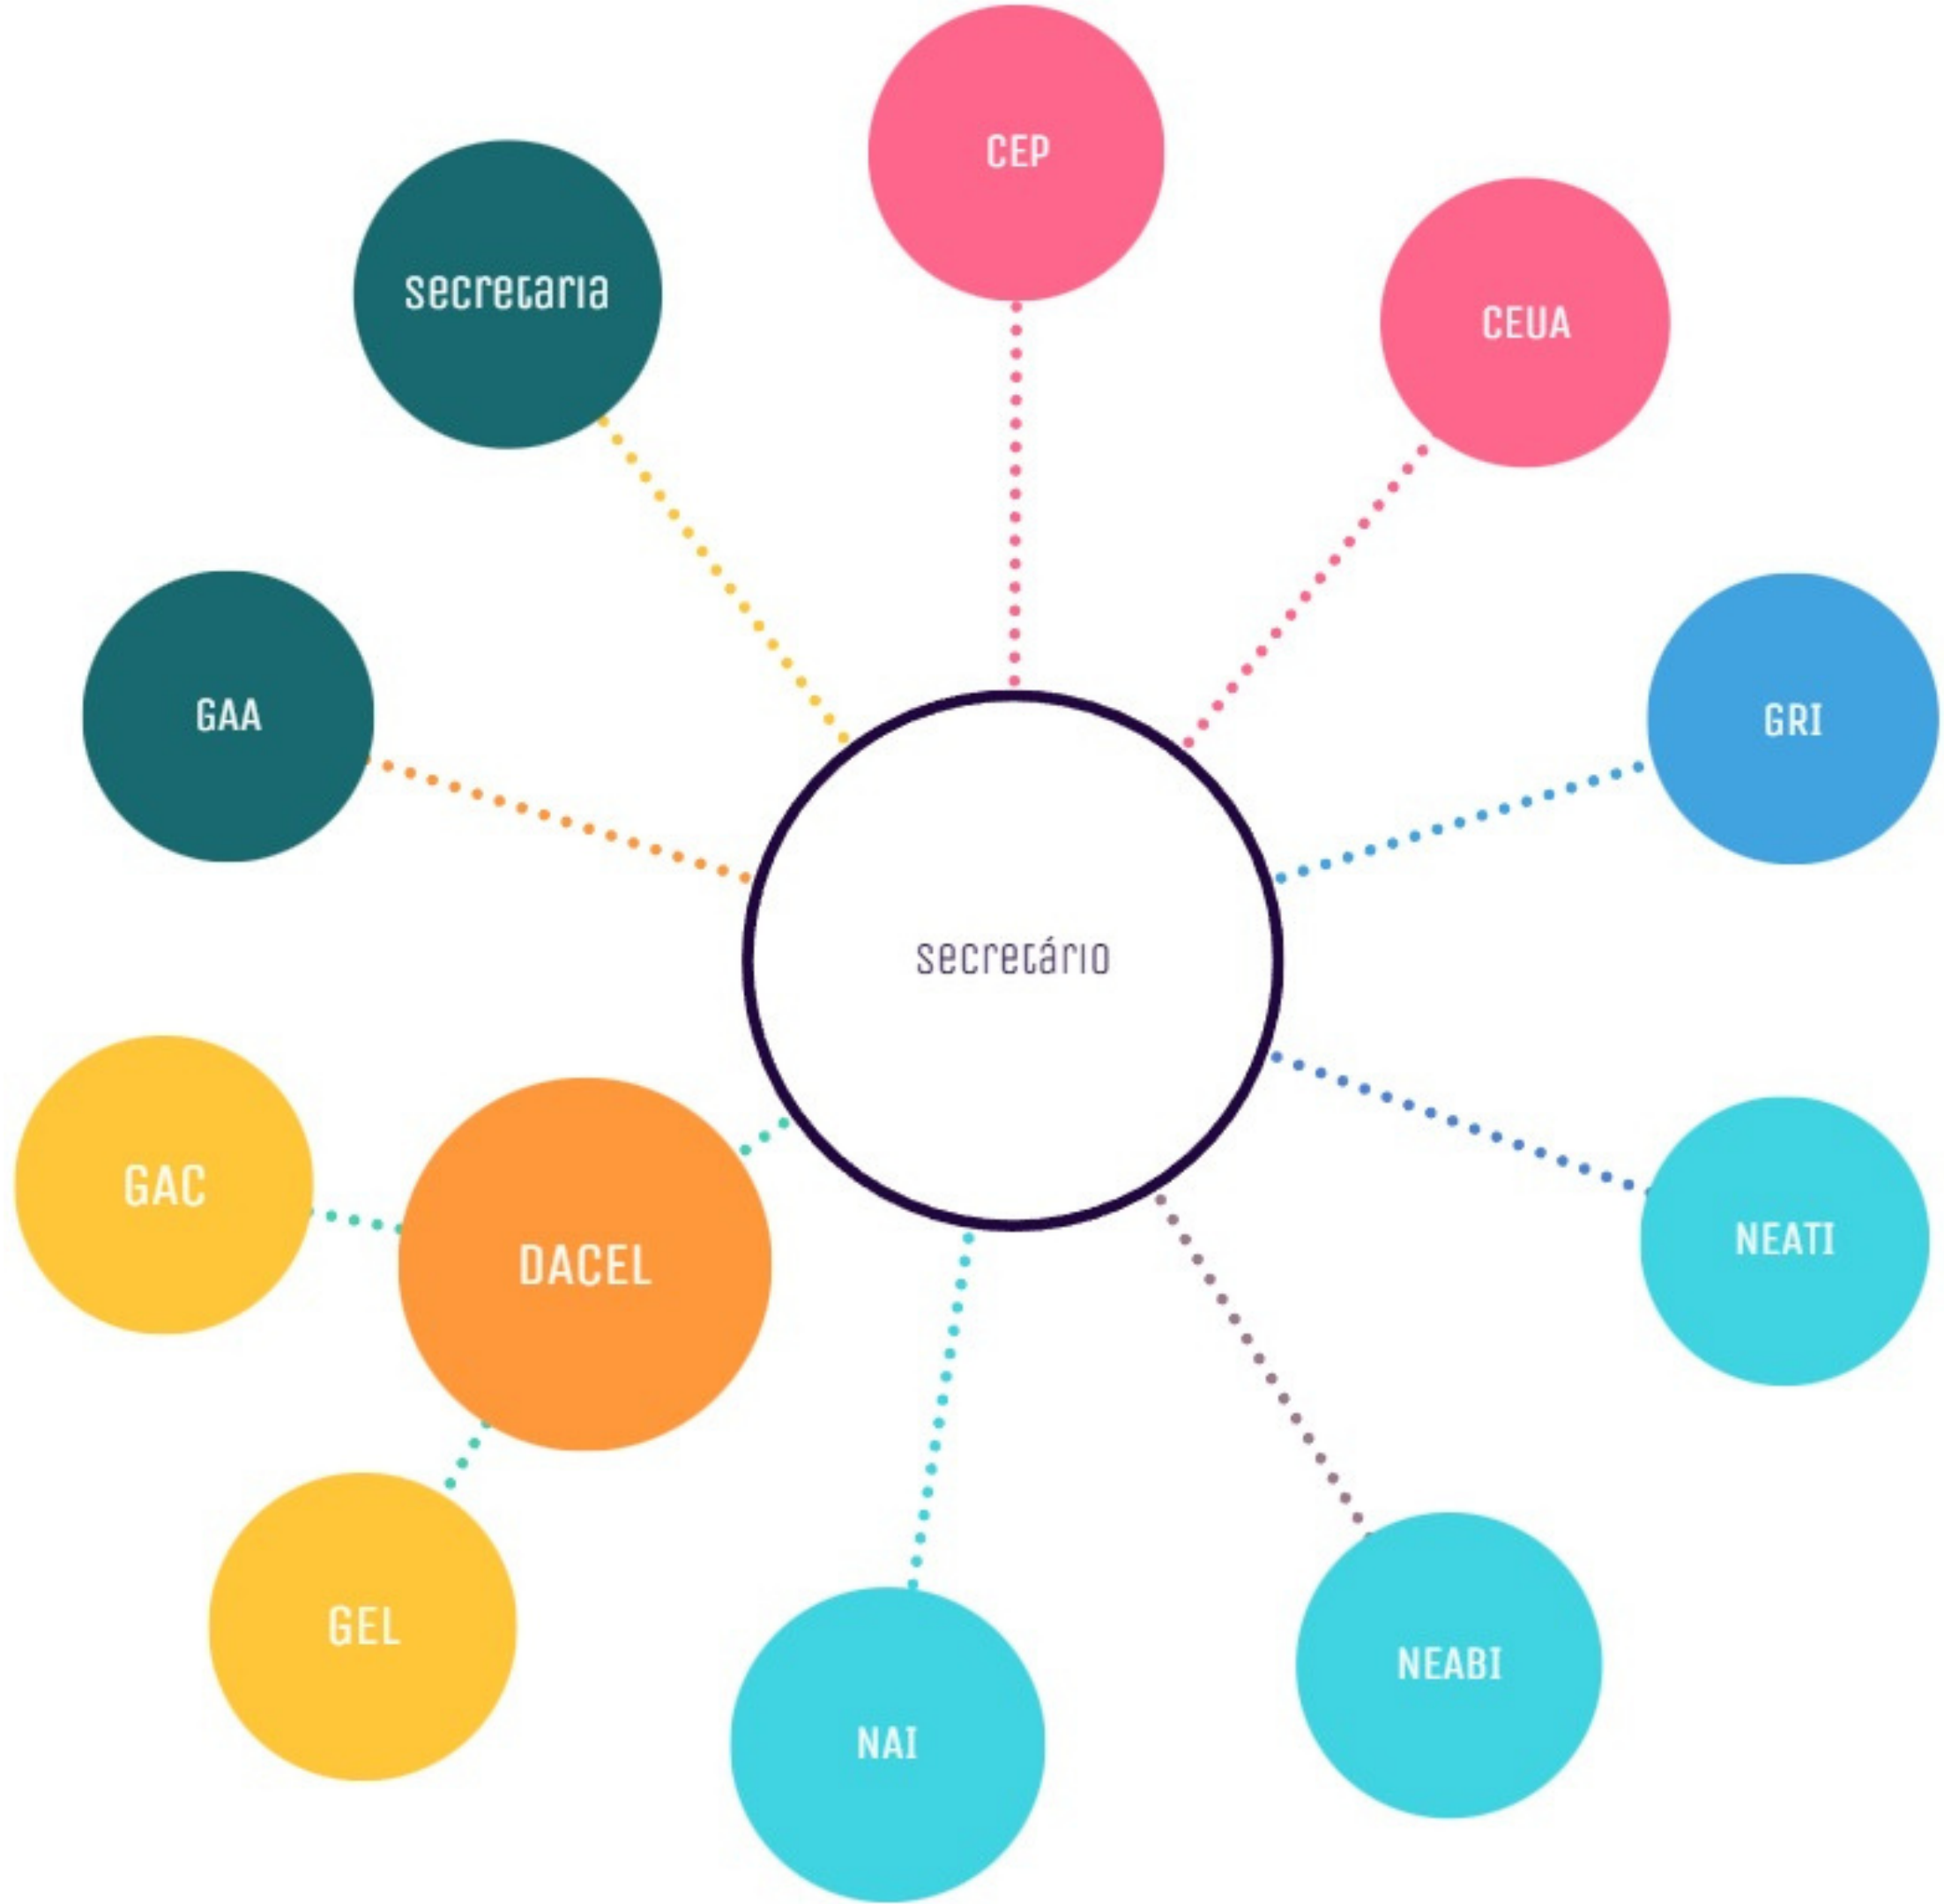 CEP
secretaria
CEUA
GAA
GRI
secretário
GAC
DACEL
NEATI
GEL
NEABI
NAI